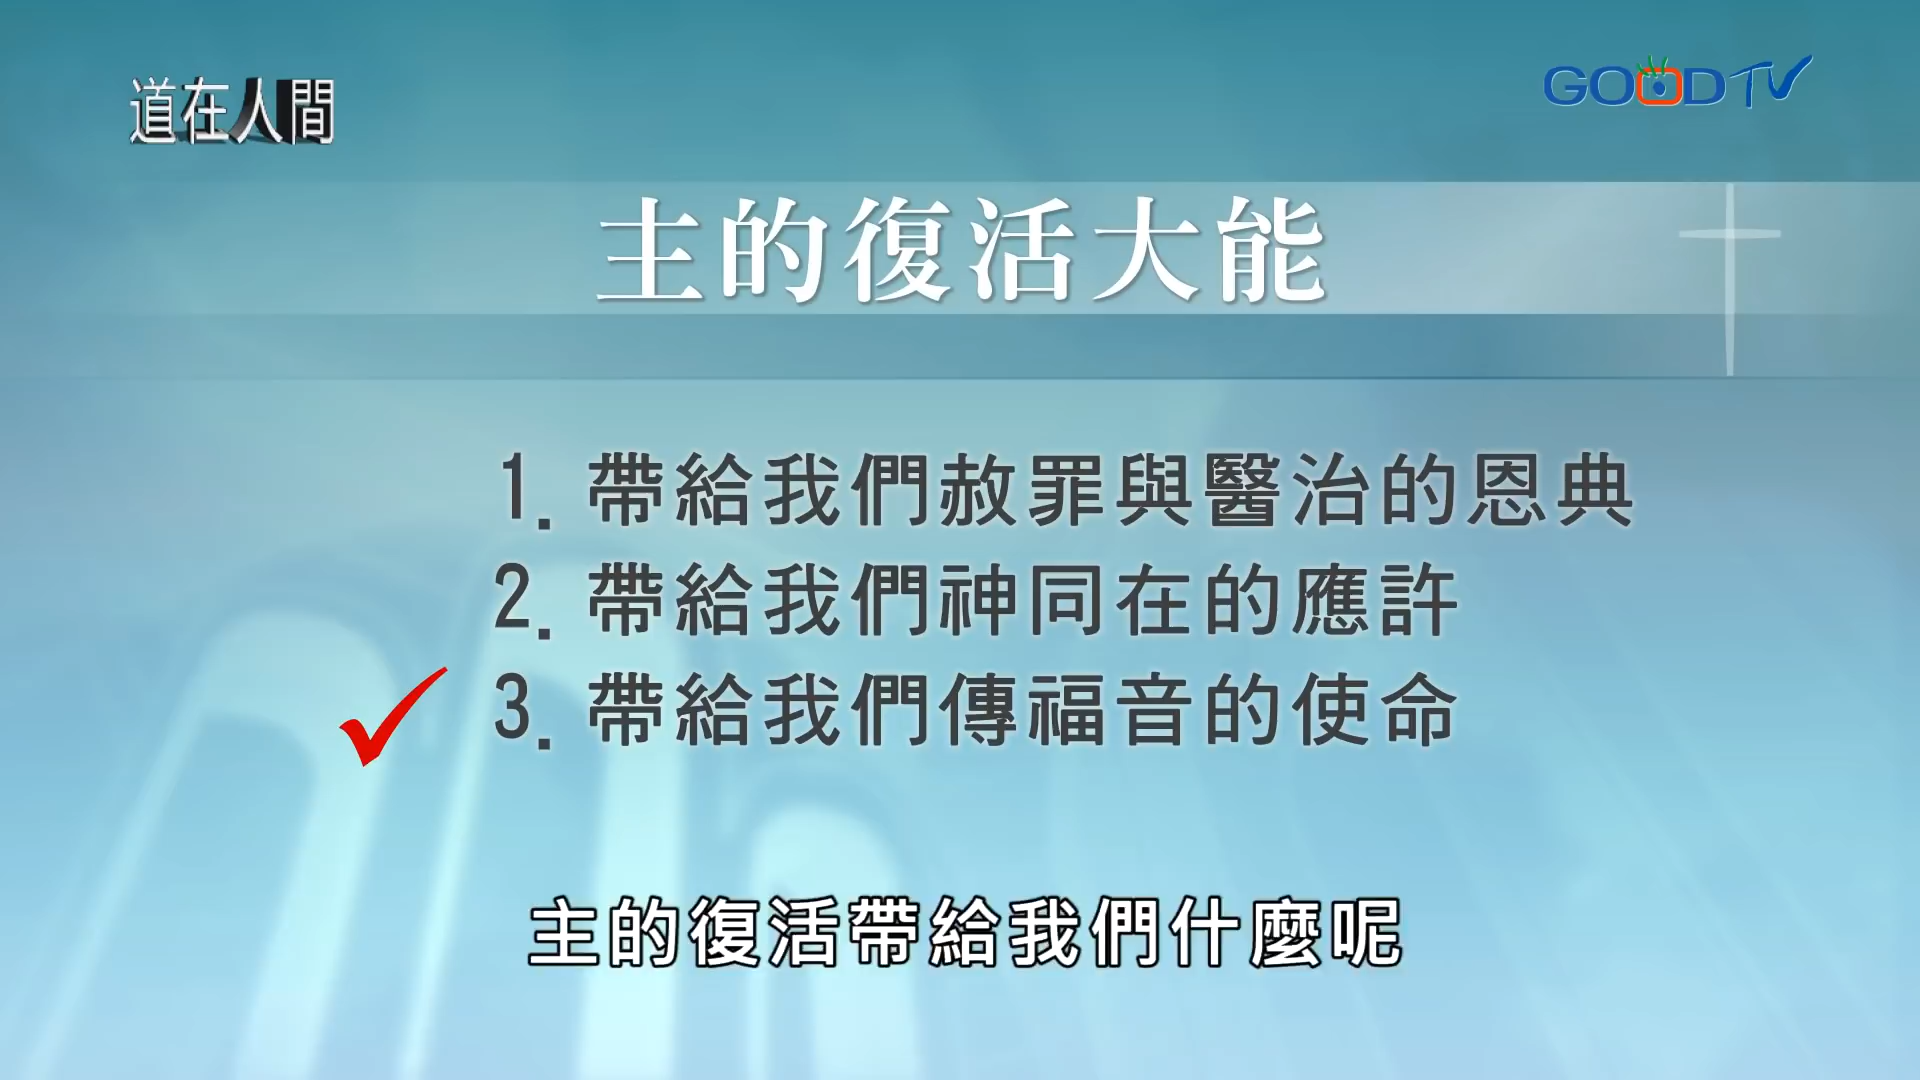 道在人間
GOOD TV
主的復活大能
1. 帶給我們赦罪與醫治的恩典
2. 帶給我們神同在的應許
3. 帶給我們傳福音的使命
主的復活帶給我們什麼呢